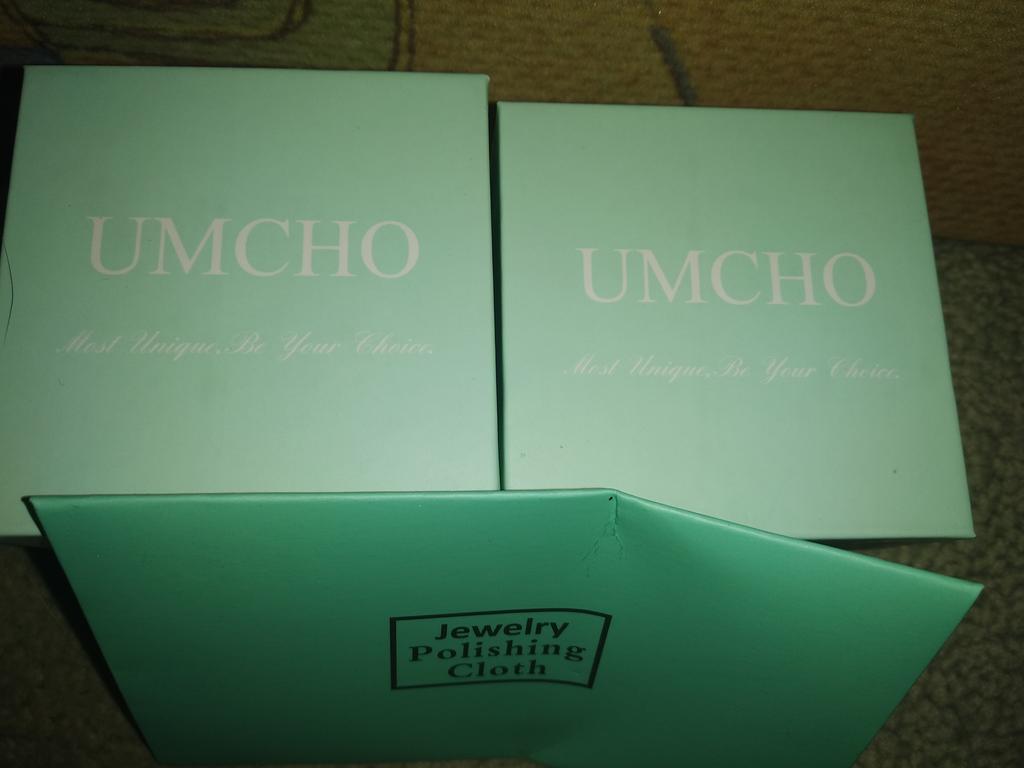 UMCHO
Most Unique, Be Your Choice.
UMCHO
Most Unique, Be Your Choice.
Jewelry
Polishing
Cloth